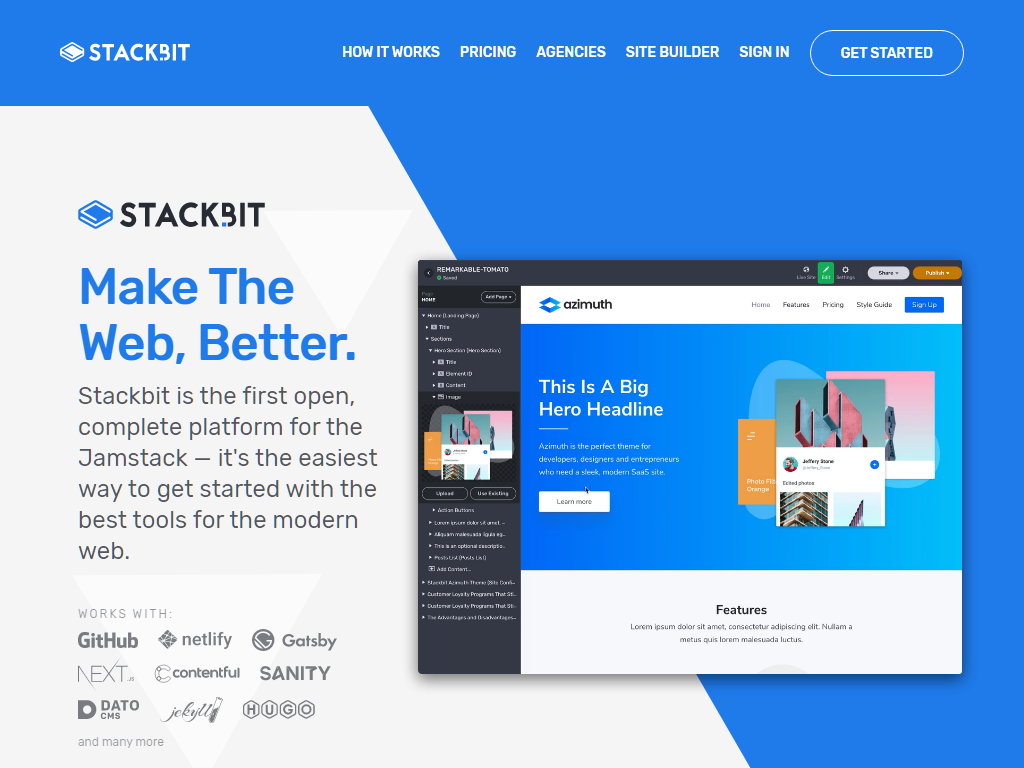 STACKBIT
HOW IT WORKS PRICING AGENCIES SITE BUILDER SIGN IN GET STARTED
STACKBIT
Make The
Web, Better.
Stackbit is the first open,
complete platform for the
Jamstack — it's the easiest
way to get started with the
best tools for the modern
web.
WORKS WITH:
GitHub netlify Gatsby
NEXT.JS contentful SANITY
DATO CMS jekyll HUGO
and many more
REMARKABLE-TOMATO
Saved
Live Site Edit Settings Share Publish
Page
HOME
Add Page +
Home (Landing Page)
Title
Sections
Hero Section (Hero Section)
Title
Element ID
Content
Image
Upload Use Existing
Action Buttons
Lorem ipsum dolor sit amet, ...
Aliquam malesuada ligula eg...
This is an optional descriptio...
Posts List (Posts List)
Add Content...
Stackbit Azimuth Theme (Site Confi...
Customer Loyalty Programs That Sti...
Customer Loyalty Programs That Sti...
The Advantages and Disadvantages...
azimuth
Home Features Pricing Style Guide Sign Up
This Is A Big
Hero Headline
Azimuth is the perfect theme for
developers, designers and entrepreneurs
who need a sleek, modern SaaS site.
Learn more
Jeffery Stone
Edited photos
Orange
Features
Lorem ipsum dolor sit amet, consectetur adipiscing elit. Nullam a
metus quis lorem malesuada luctus.